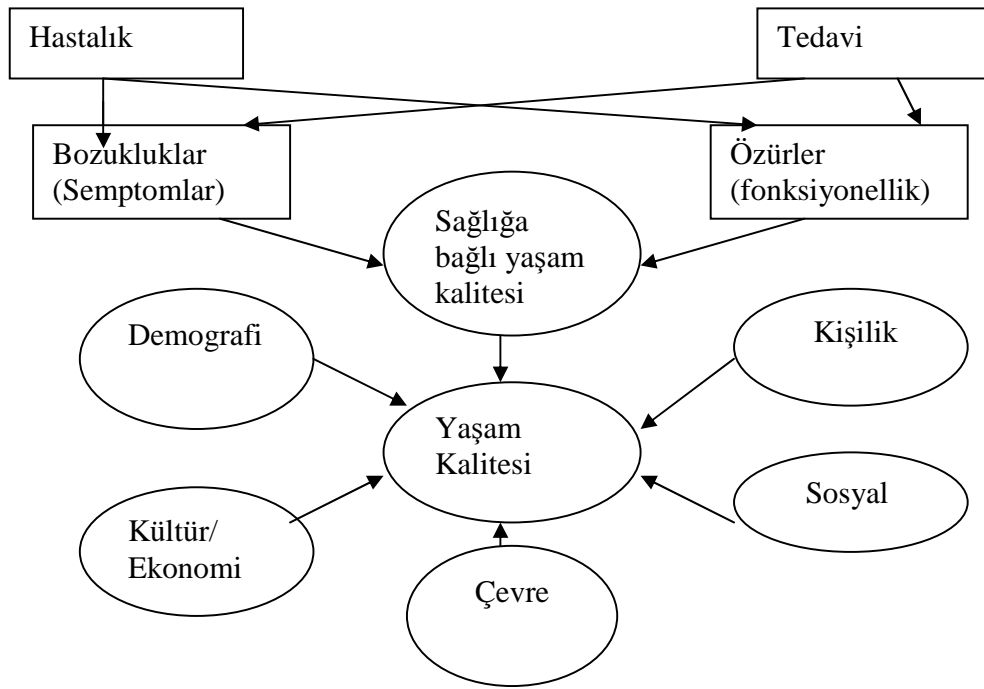 Hastalık
Tedavi
Bozukluklar
(Semptomlar)
Özürler
(fonksiyonellik)
Sağlığa
bağlı yaşam
kalitesi
Demografi
Kişilik
Yaşam
Kalitesi
Sosyal
Kültür/
Ekonomi
Çevre